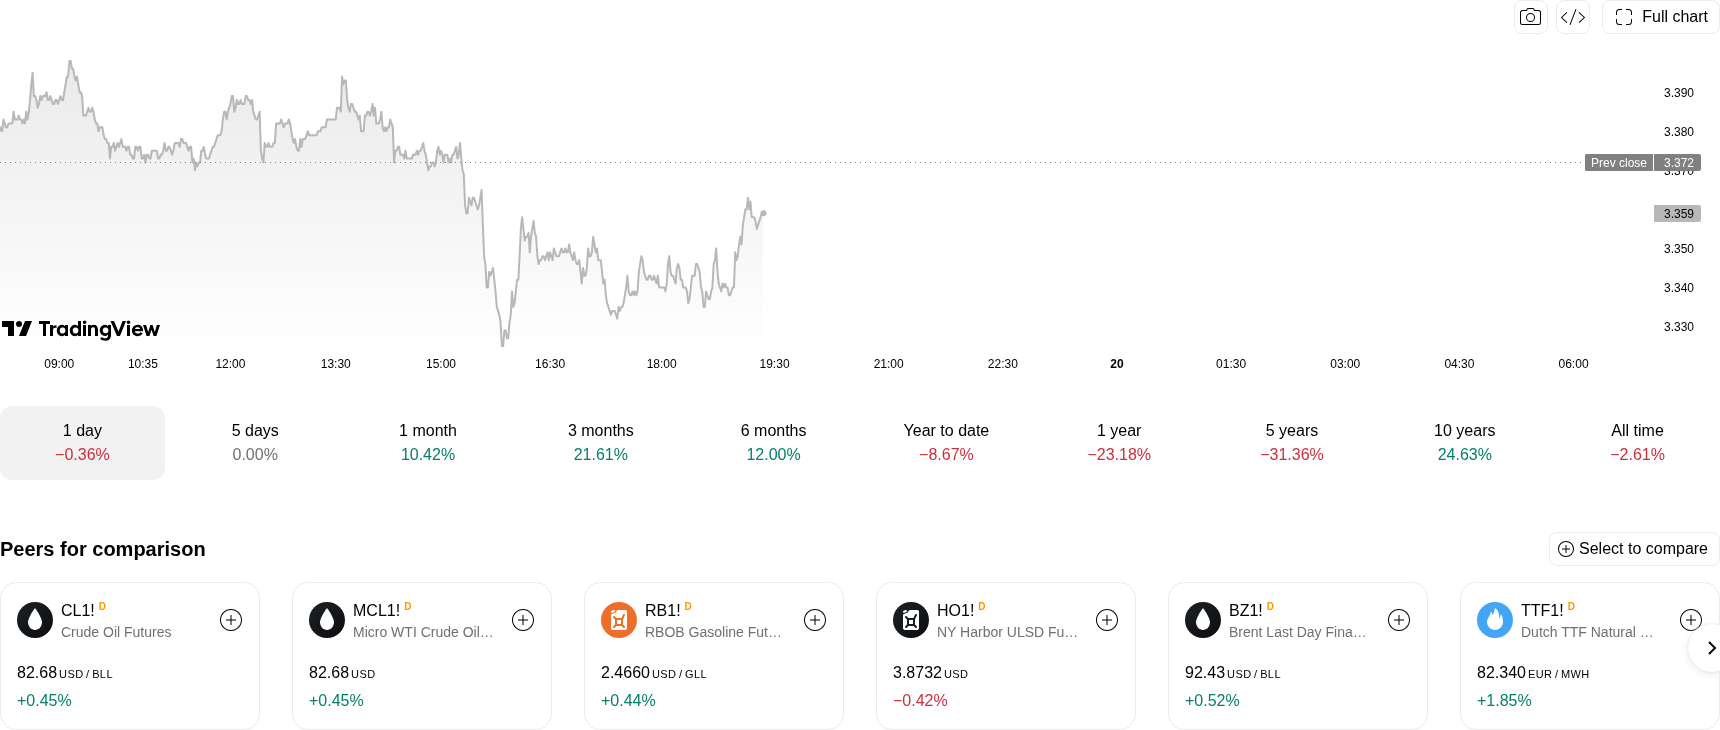 Full chart
3.390
3.380
Prev close 3.372
3.370
3.359
3.350
3.340
3.330
TradingView
09:00 10:35 12:00 13:30 15:00 16:30 18:00 19:30 21:00 22:30 20 01:30 03:00 04:30 06:00
1 day 5 days 1 month 3 months 6 months Year to date 1 year 5 years 10 years All time
−0.36% 0.00% 10.42% 21.61% 12.00% −8.67% −23.18% −31.36% 24.63% −2.61%
Peers for comparison Select to compare
CL1! D MCL1! D RB1! D HO1! D BZ1! D TTF1! D
Crude Oil Futures Micro WTI Crude Oil… RBOB Gasoline Fut… NY Harbor ULSD Fu… Brent Last Day Fina… Dutch TTF Natural …
82.68 USD / BLL 82.68 USD 2.4660 USD / GLL 3.8732 USD 92.43 USD / BLL 82.340 EUR / MWH
+0.45% +0.45% +0.44% −0.42% +0.52% +1.85%